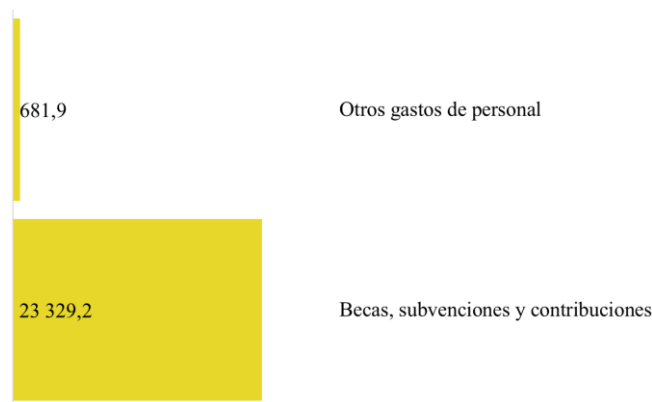 681,9 Otros gastos de personal
23 329,2 Becas, subvenciones y contribuciones